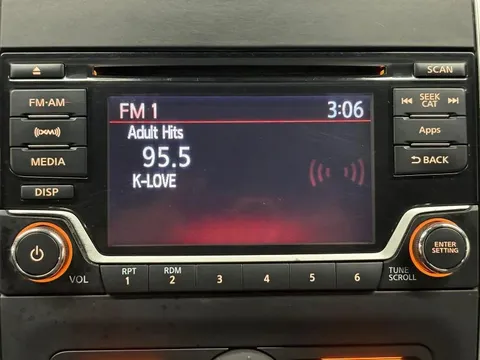 SCAN
FM·AM
FM 1 3:06
SEEK
CAT
Adult Hits
(XM)
95.5
Apps
MEDIA
K-LOVE
BACK
DISP
VOL
RPT
1
RDM
2
3
4
5
6
TUNE
SCROLL
ENTER
SETTING